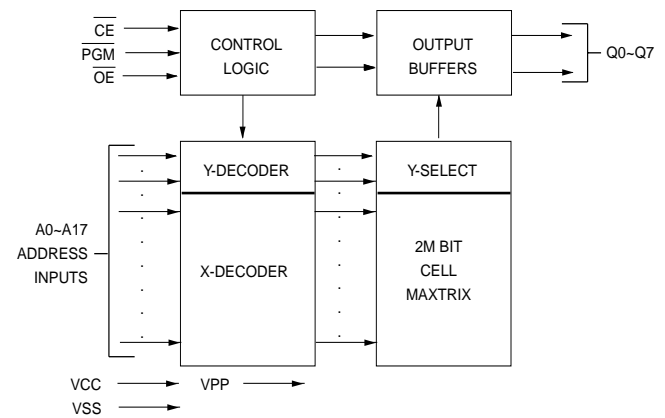 CE
PGM
OE
CONTROL
LOGIC
OUTPUT
BUFFERS
Q0~Q7
A0~A17
ADDRESS
INPUTS
Y-DECODER
X-DECODER
Y-SELECT
2M BIT
CELL
MAXTRIX
VCC
VPP
VSS